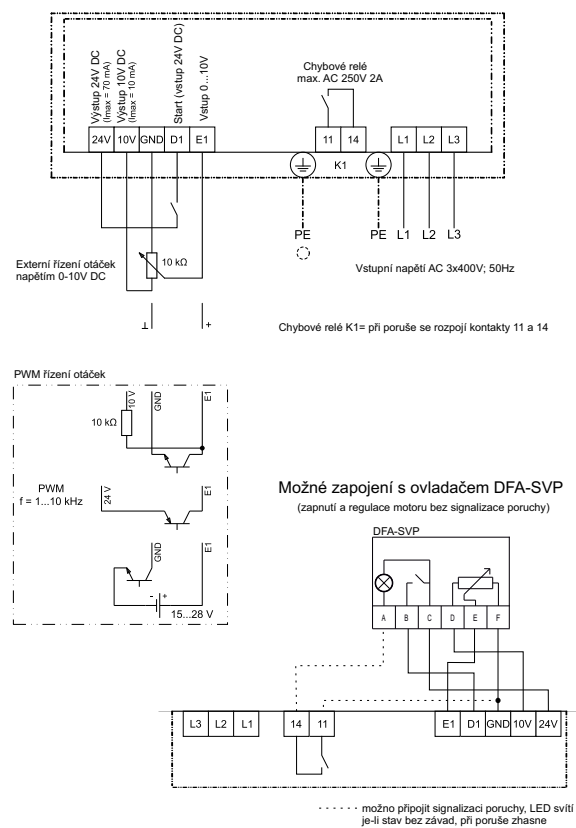 Výstup 24V DC
(Imax = 70 mA)
Výstup 10V DC
(Imax = 10 mA)
Start (vstup 24V DC)
Vstup 0...10V
Chybové relé
max. AC 250V 2A
24V 10V GND D1 E1 11 14 L1 L2 L3
K1
PE PE L1 L2 L3
10 kΩ
Externí řízení otáček
napětím 0-10V DC
Vstupní napětí AC 3x400V; 50Hz
⊥ +
Chybové relé K1= při poruše se rozpojí kontakty 11 a 14
PWM řízení otáček
10 V GND E1
10 kΩ
PWM
f = 1...10 kHz
24 V E1
GND E1
- +
15...28 V
Možné zapojení s ovladačem DFA-SVP
(zapnutí a regulace motoru bez signalizace poruchy)
DFA-SVP
A B C D E F
L3 L2 L1 14 11 E1 D1 GND 10V 24V
možno připojit signalizaci poruchy, LED svítí
je-li stav bez závad, při poruše zhasne